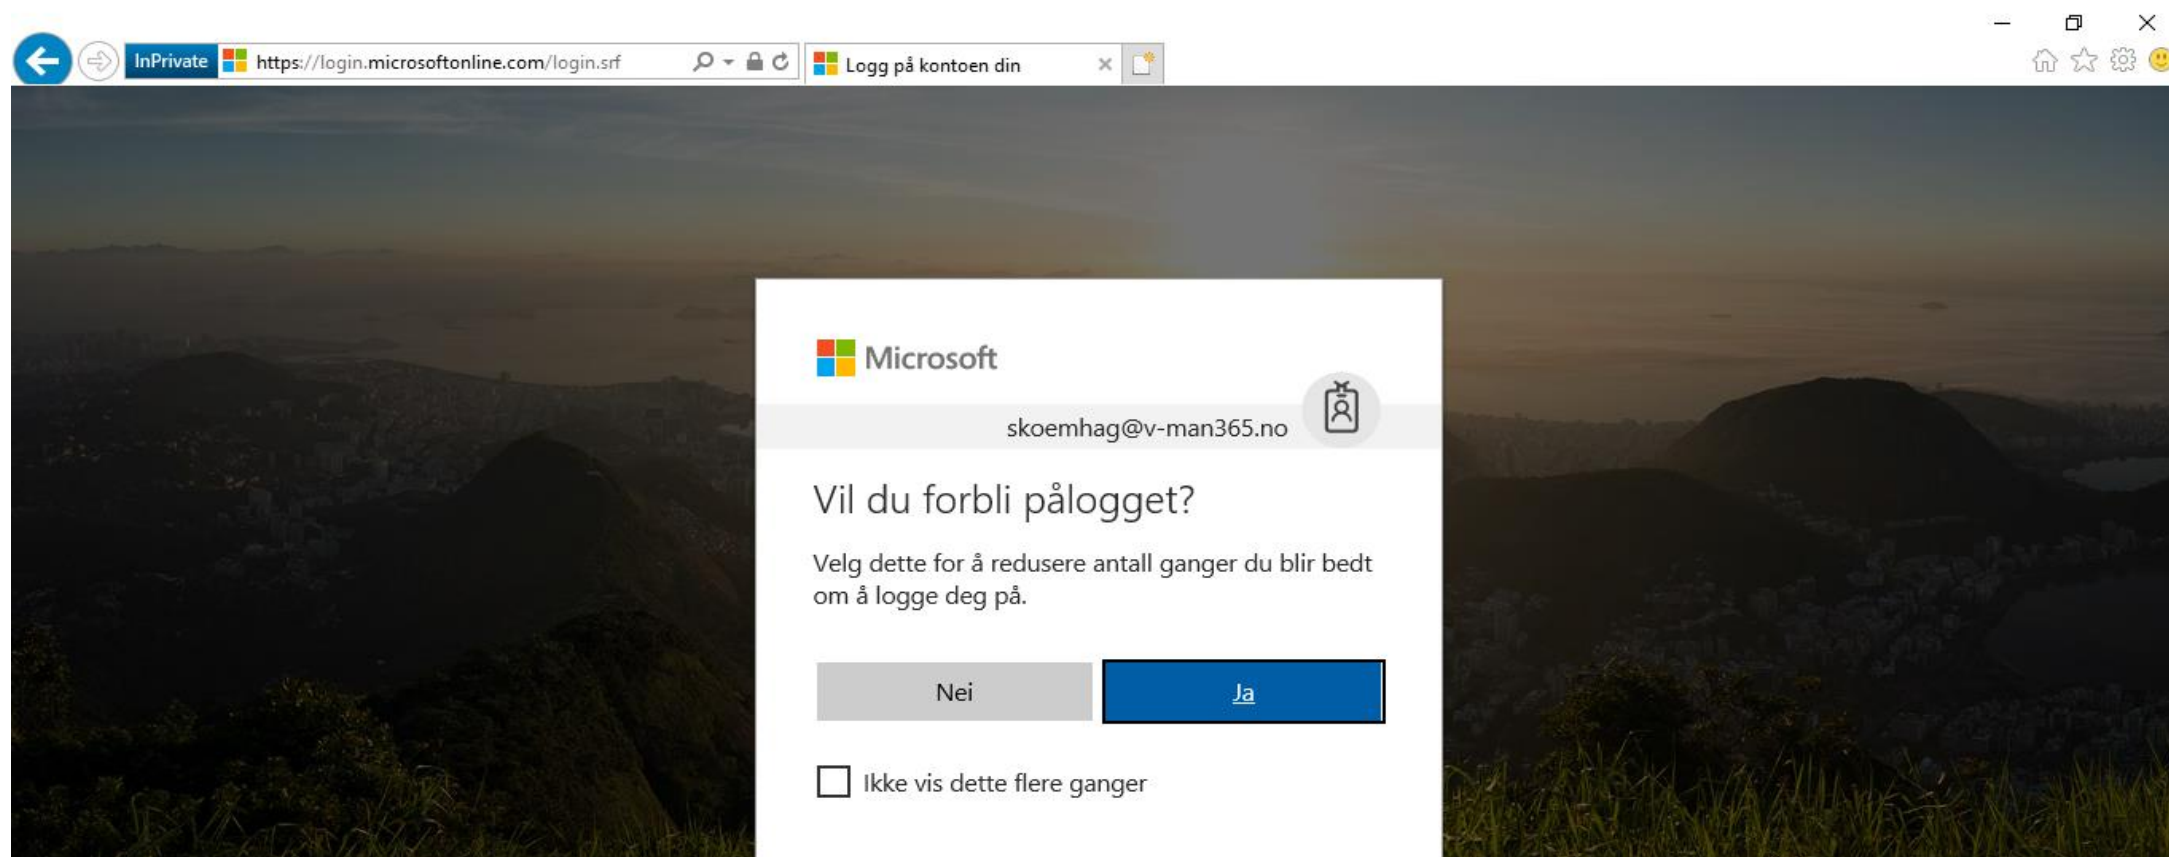 InPrivate https://login.microsoftonline.com/login.srf Logg på kontoen din
Microsoft
skoemhag@v-man365.no
Vil du forbli pålogget?
Velg dette for å redusere antall ganger du blir bedt
om å logge deg på.
Nei Ja
Ikke vis dette flere ganger